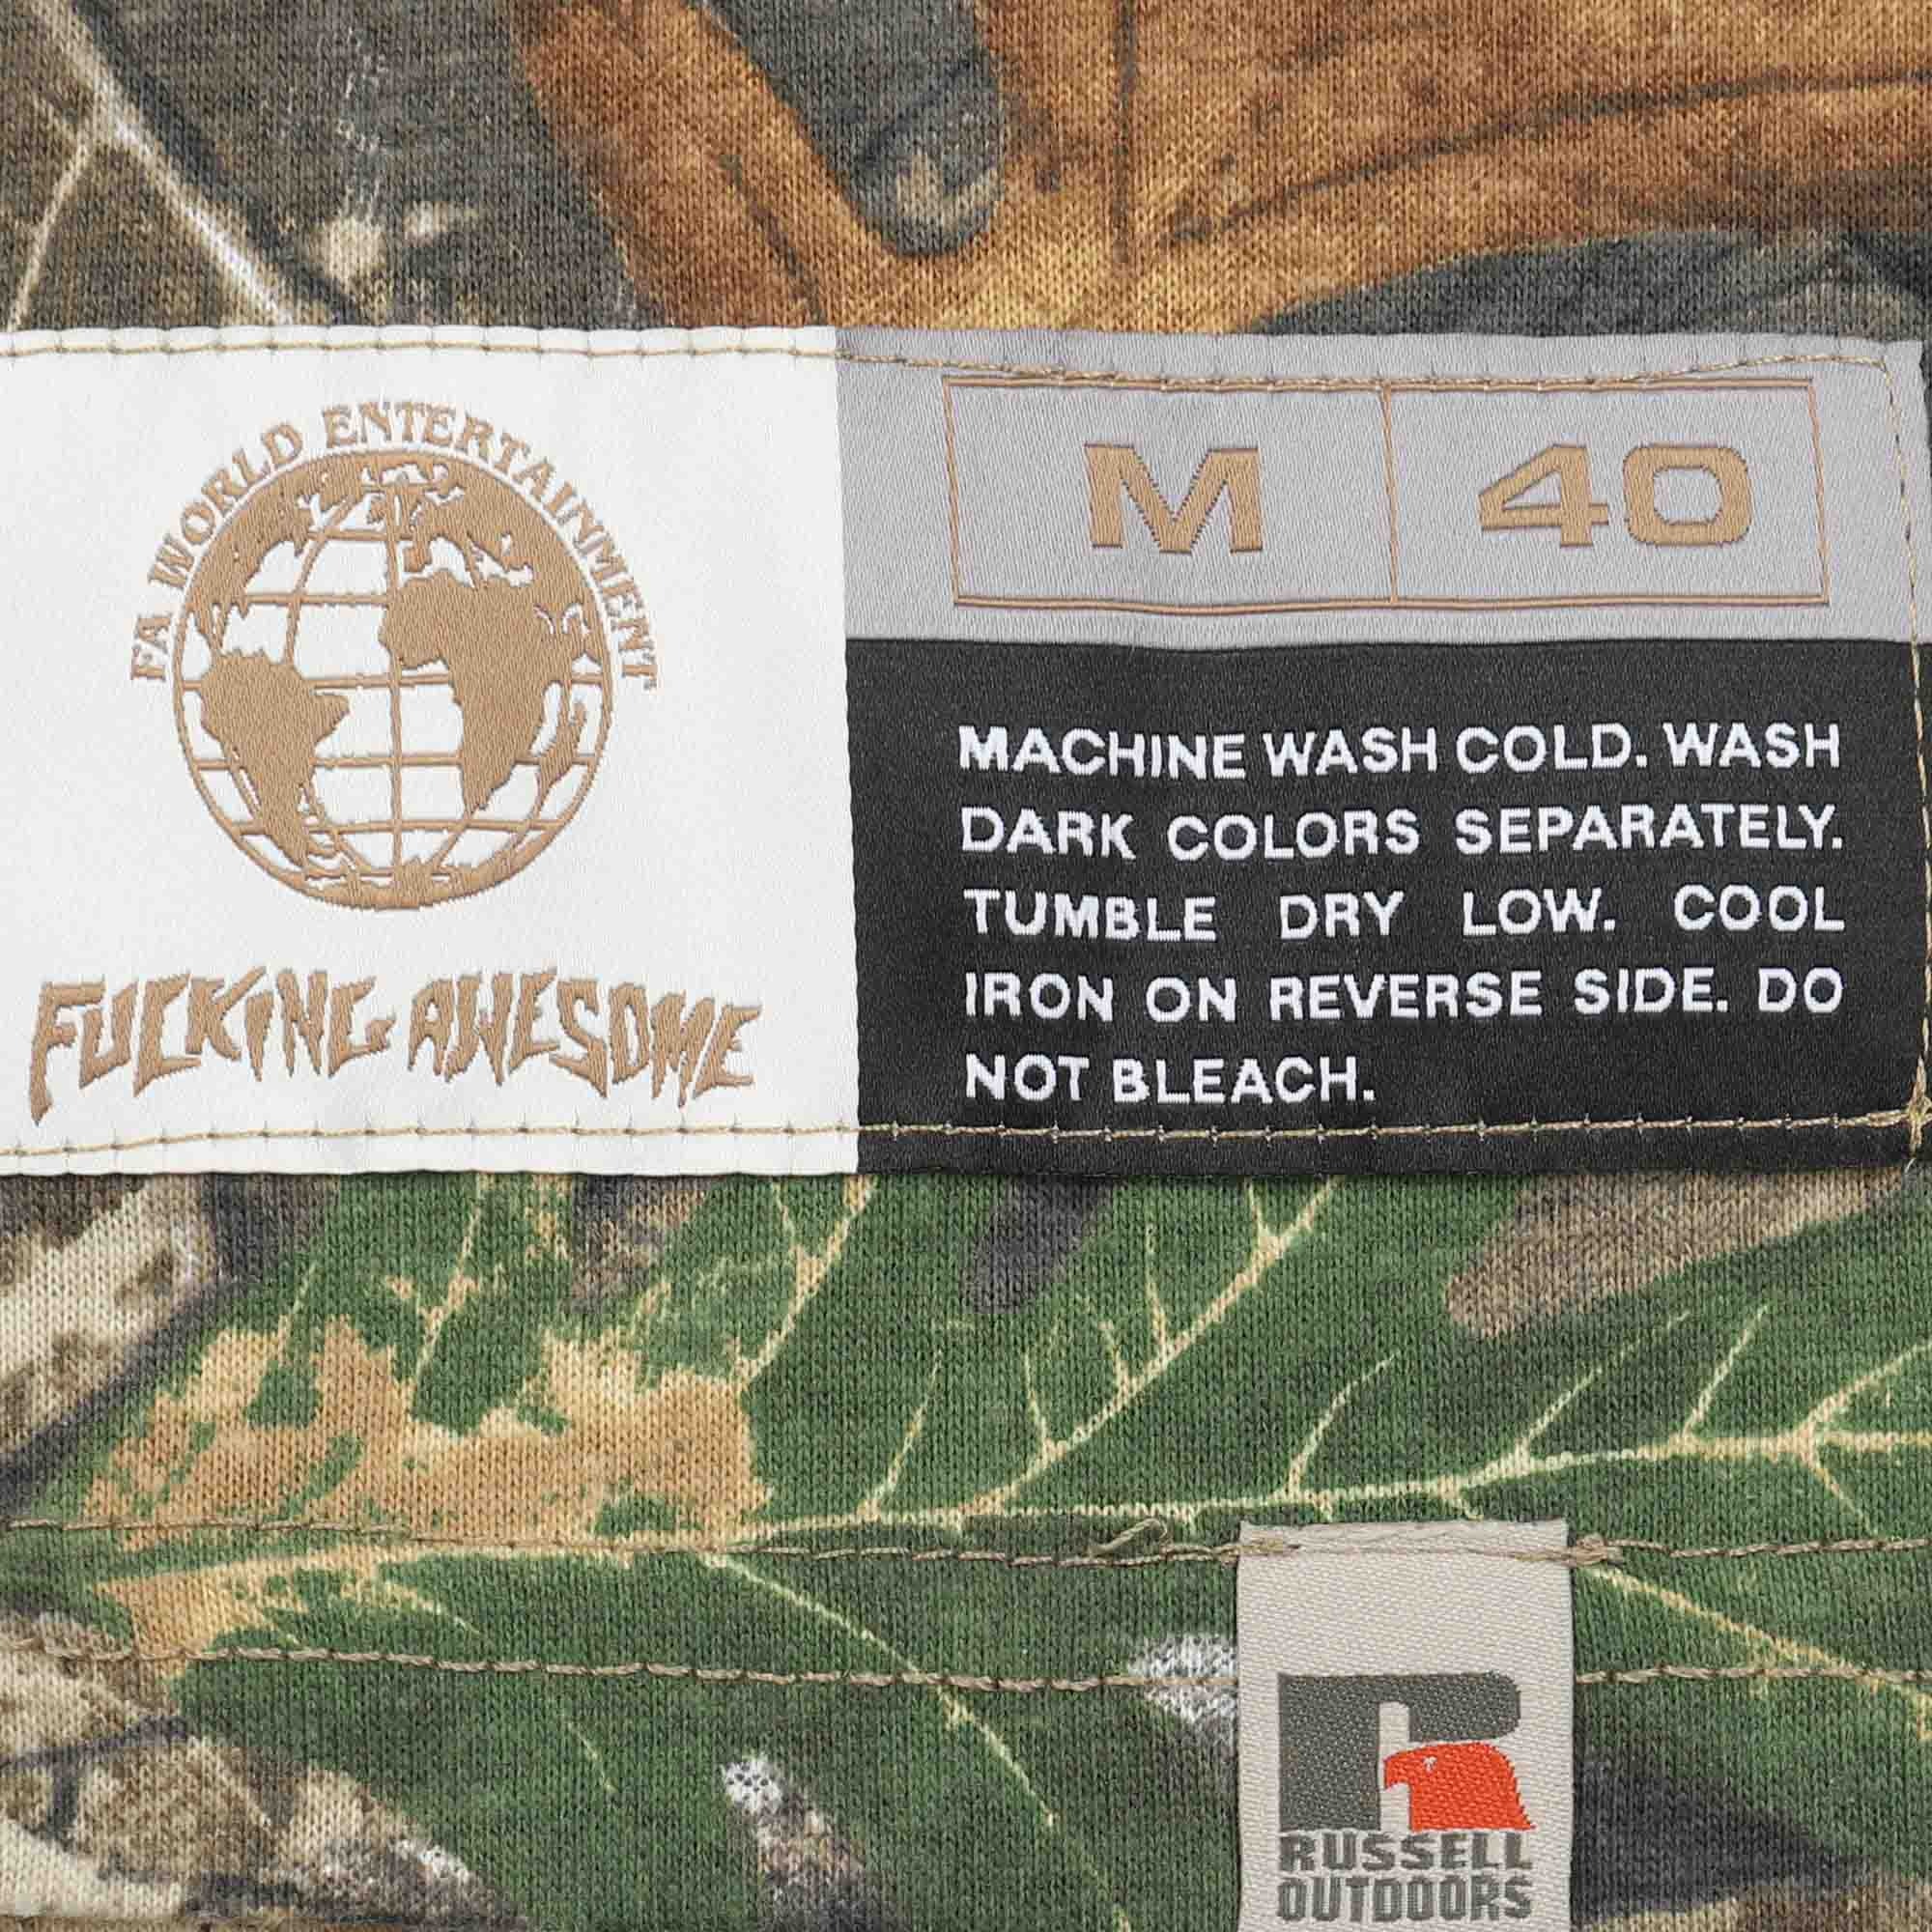 FA WORLD ENTERTAINMENT
FUCKING AWESOME
M 40
MACHINE WASH COLD. WASH
DARK COLORS SEPARATELY.
TUMBLE DRY LOW. COOL
IRON ON REVERSE SIDE. DO
NOT BLEACH.
R
RUSSELL
OUTDOORS